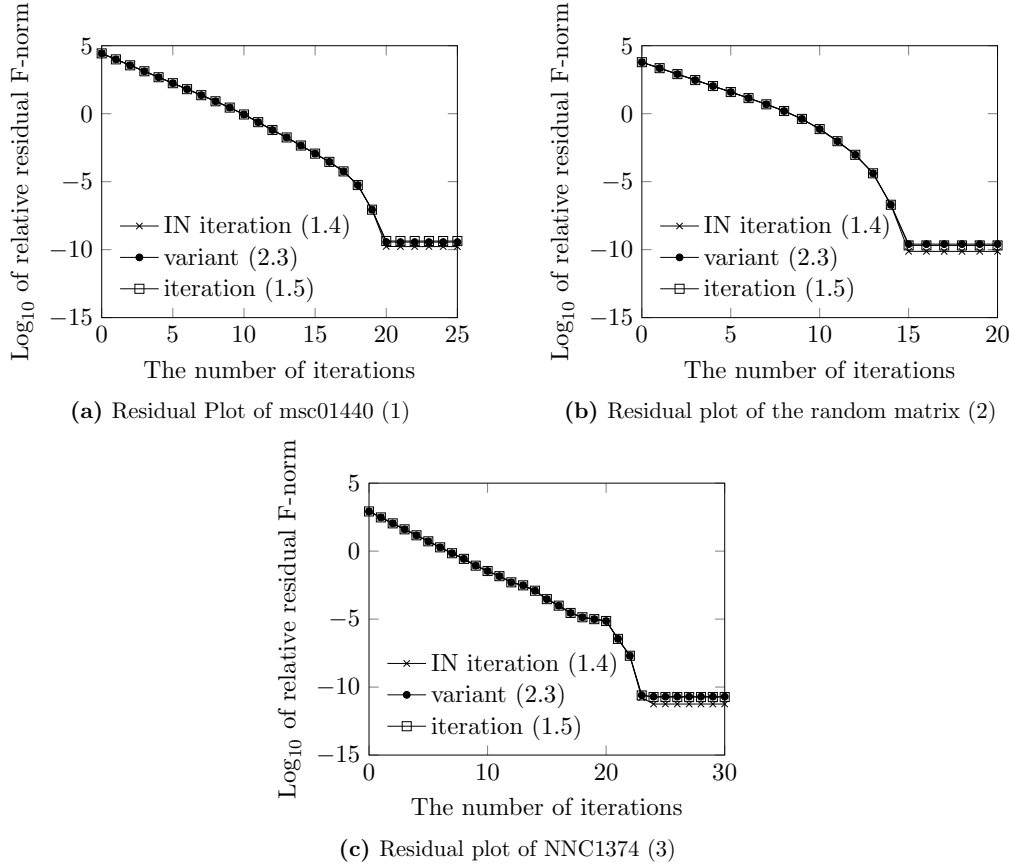 Log₁₀ of relative residual F-norm
5
0
−5
−10
−15
IN iteration (1.4)
variant (2.3)
iteration (1.5)
0 5 10 15 20 25
The number of iterations
(a) Residual Plot of msc01440 (1)
Log₁₀ of relative residual F-norm
5
0
−5
−10
−15
IN iteration (1.4)
variant (2.3)
iteration (1.5)
0 5 10 15 20
The number of iterations
(b) Residual plot of the random matrix (2)
Log₁₀ of relative residual F-norm
5
0
−5
−10
−15
IN iteration (1.4)
variant (2.3)
iteration (1.5)
0 10 20 30
The number of iterations
(c) Residual plot of NNC1374 (3)